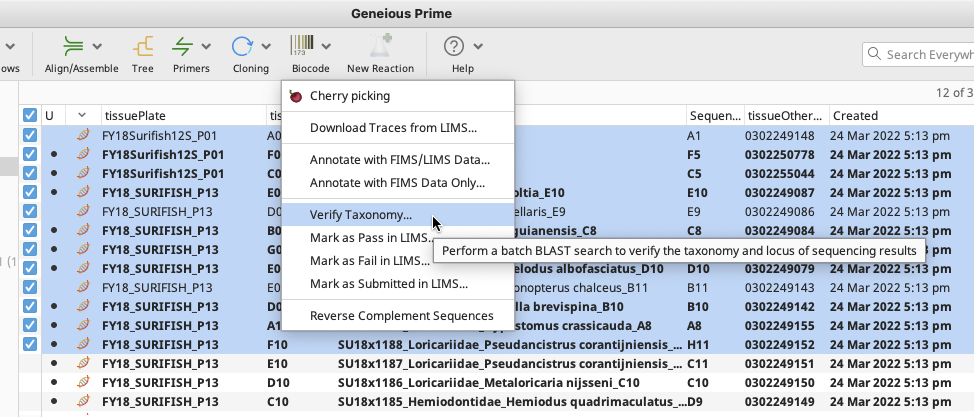 Geneious Prime
ows Align/Assemble Tree Primers Cloning 173 Biocode New Reaction Help Search Everywh
12 of 3
U tissuePlate tis Sequen... tissueOther... Created
FY18Surifish12S_P01 A0 A1 0302249148 24 Mar 2022 5:13 pm
FY18Surifish12S_P01 F0 F5 0302250778 24 Mar 2022 5:13 pm
FY18Surifish12S_P01 C0 C5 0302255044 24 Mar 2022 5:13 pm
FY18_SURIFISH_P13 E0 oltia_E10 E10 0302249087 24 Mar 2022 5:13 pm
FY18_SURIFISH_P13 D0 ellaris_E9 E9 0302249086 24 Mar 2022 5:13 pm
FY18_SURIFISH_P13 B0 guianensis_C8 C8 0302249084 24 Mar 2022 5:13 pm
FY18_SURIFISH_P13 G0
FY18_SURIFISH_P13 E0 elodus albofasciatus_D10 D10 0302249079 24 Mar 2022 5:13 pm
FY18_SURIFISH_P13 E0 onopterus chalceus_B11 B11 0302249143 24 Mar 2022 5:13 pm
FY18_SURIFISH_P13 D0 lla brevispina_B10 B10 0302249142 24 Mar 2022 5:13 pm
FY18_SURIFISH_P13 A1 ypostomus crassicauda_A8 A8 0302249155 24 Mar 2022 5:13 pm
FY18_SURIFISH_P13 F10 SU18x1188_Loricariidae_Pseudancistrus corantijniensis_... H11 0302249152 24 Mar 2022 5:13 pm
FY18_SURIFISH_P13 E10 SU18x1187_Loricariidae_Pseudancistrus corantijniensis_... C11 0302249151 24 Mar 2022 5:13 pm
FY18_SURIFISH_P13 D10 SU18x1186_Loricariidae_Metaloricaria nijsseni_C10 C10 0302249150 24 Mar 2022 5:13 pm
FY18_SURIFISH_P13 C10 SU18x1185_Hemiodontidae_Hemiodus quadrimaculatus_... D9 0302249149 24 Mar 2022 5:13 pm
(1
Cherry picking
Download Traces from LIMS...
Annotate with FIMS/LIMS Data...
Annotate with FIMS Data Only...
Verify Taxonomy...
Mark as Pass in LIMS...
Mark as Fail in LIMS...
Mark as Submitted in LIMS...
Reverse Complement Sequences
Perform a batch BLAST search to verify the taxonomy and locus of sequencing results